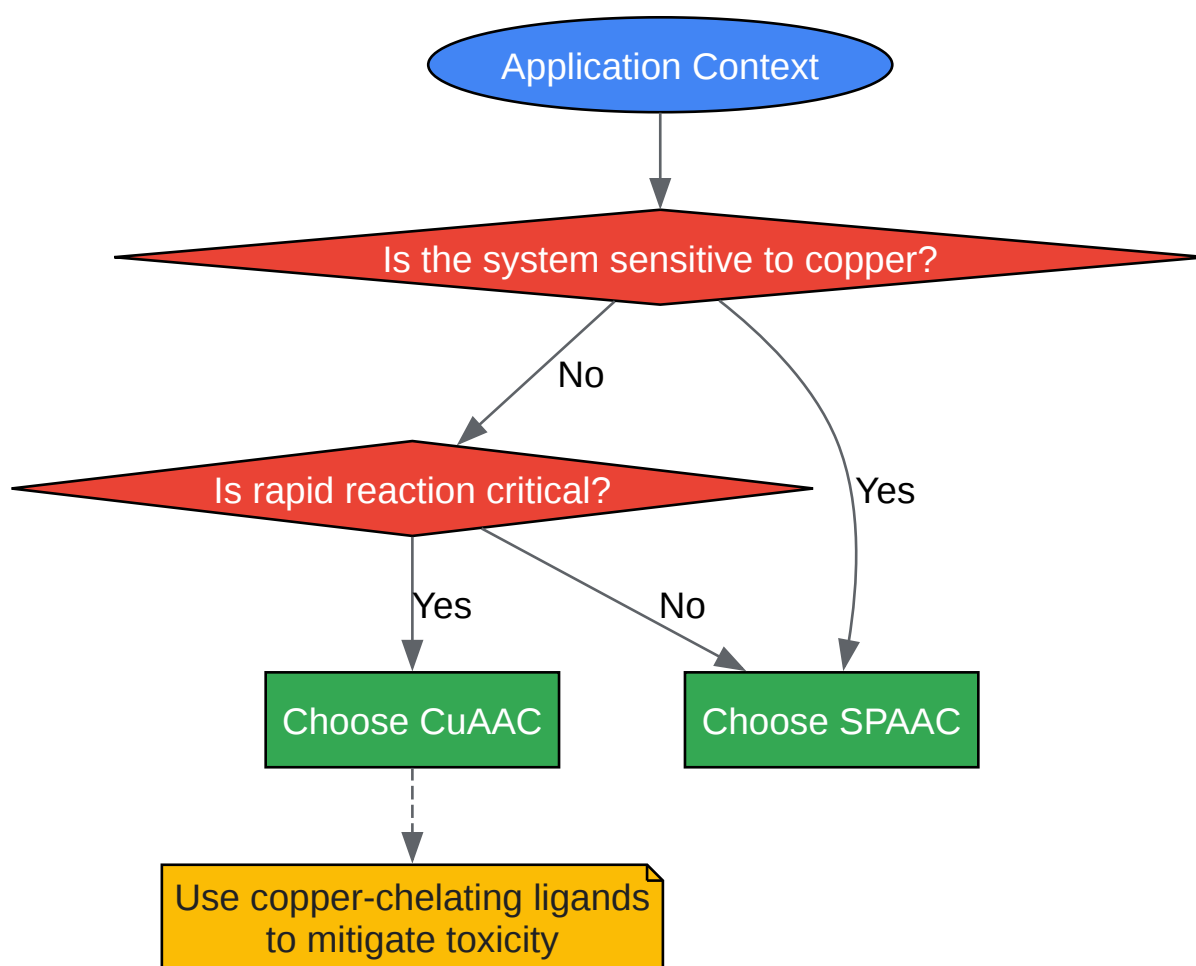 Application Context
Is the system sensitive to copper?
No
Is rapid reaction critical?
Yes
Yes
No
Choose CuAAC
Choose SPAAC
Use copper-chelating ligands
to mitigate toxicity